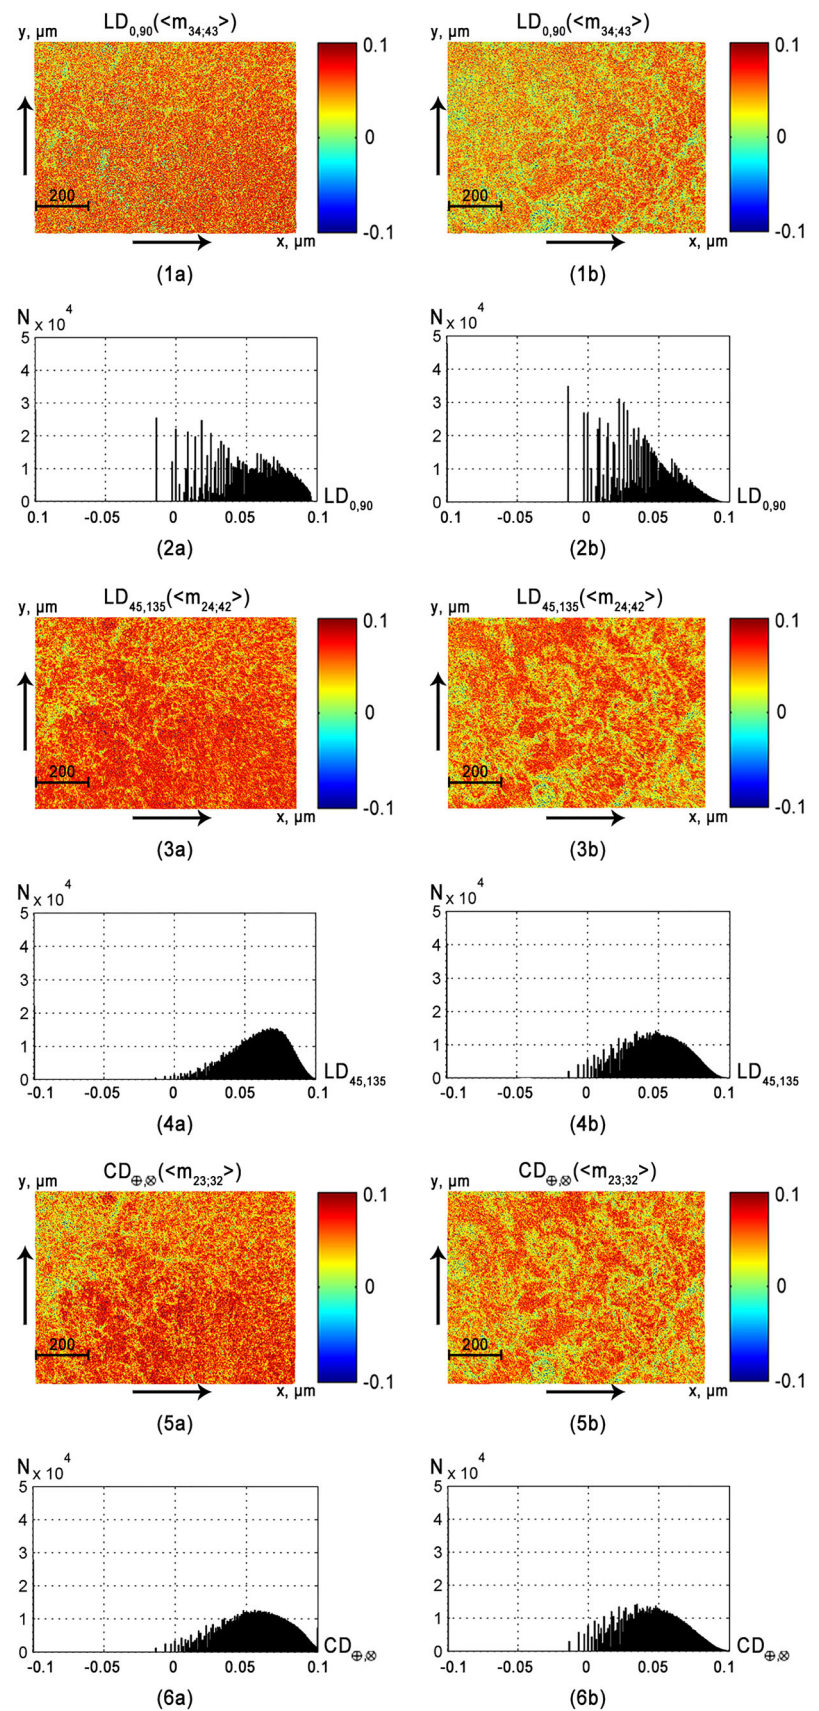 LD0,90(<m34;43>) LD0,90(<m34;43>)
y, μm 0.1 y, μm 0.1
0 0
200 200
-0.1 -0.1
x, μm x, μm
(1a) (1b)
N x 10^4 N x 10^4
5 5
4 4
3 3
2 2
1 1
0 LD0,90 0 LD0,90
0.1 -0.05 0 0.05 0.1 0.1 -0.05 0 0.05 0.1
(2a) (2b)
LD45,135(<m24;42>) LD45,135(<m24;42>)
y, μm 0.1 y, μm 0.1
0 0
200 200
-0.1 -0.1
x, μm x, μm
(3a) (3b)
N x 10^4 N x 10^4
5 5
4 4
3 3
2 2
1 1
0 LD45,135 0 LD45,135
-0.1 -0.05 0 0.05 0.1 -0.1 -0.05 0 0.05 0.1
(4a) (4b)
CD⊕,⊗(<m23;32>) CD⊕,⊗(<m23;32>)
y, μm 0.1 y, μm 0.1
0 0
200 200
-0.1 -0.1
x, μm x, μm
(5a) (5b)
N x 10^4 N x 10^4
5 5
4 4
3 3
2 2
1 1
0 CD⊕,⊗ 0 CD⊕,⊗
-0.1 -0.05 0 0.05 0.1 -0.1 -0.05 0 0.05 0.1
(6a) (6b)